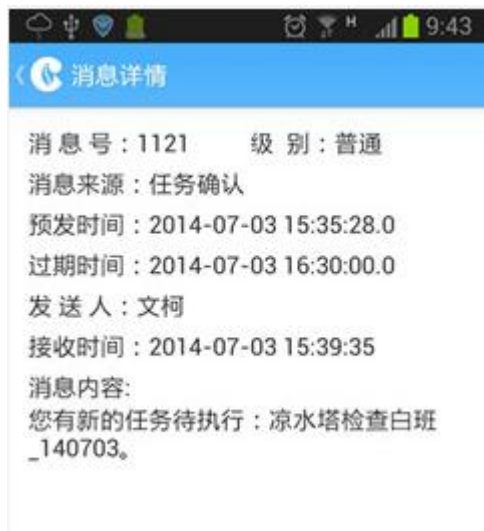 H 9:43
消息详情
消 息 号：1121 级 别：普通
消息来源：任务确认
预发时间：2014-07-03 15:35:28.0
过期时间：2014-07-03 16:30:00.0
发 送 人：文柯
接收时间：2014-07-03 15:39:35
消息内容:
您有新的任务待执行：凉水塔检查白班
_140703。